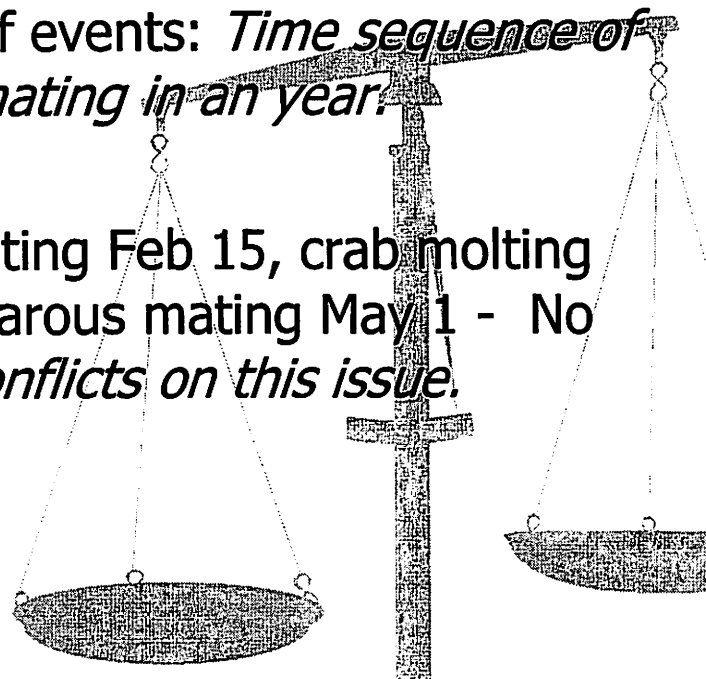 f events: Time sequence of
nating in an year.
ting Feb 15, crab molting
arous mating May 1 - No
onflicts on this issue.